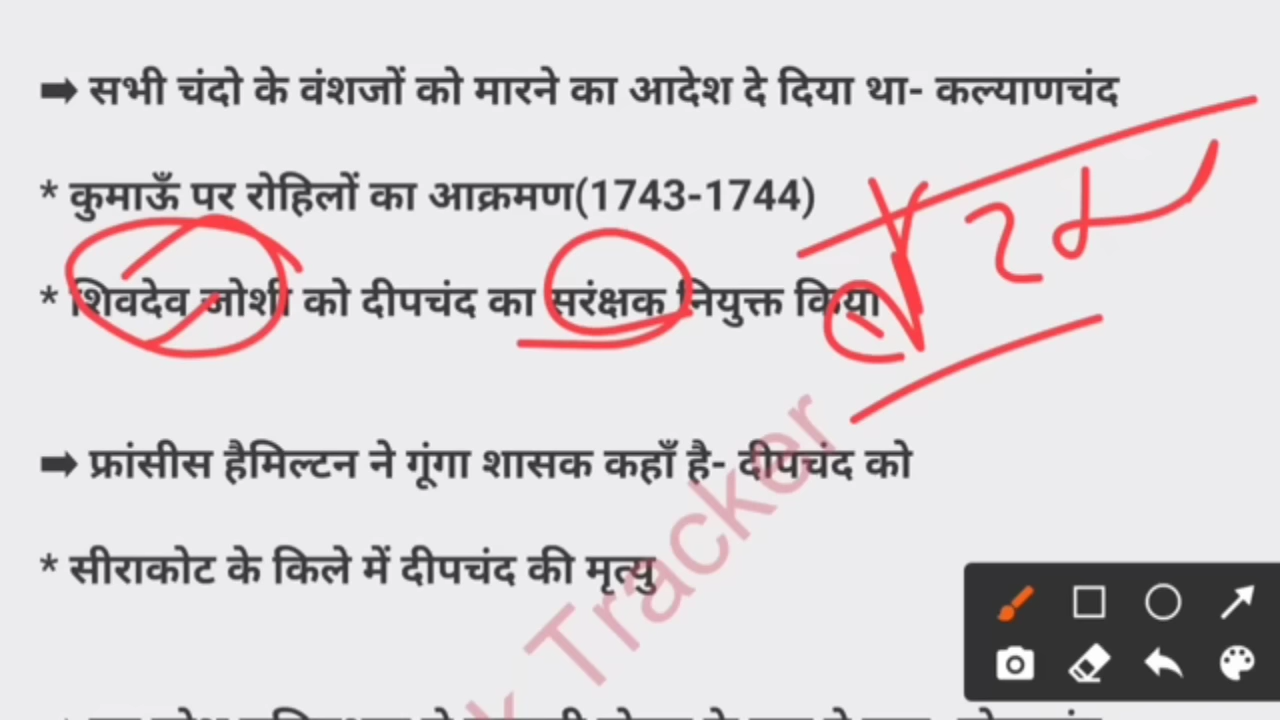 ➡ सभी चंदो के वंशजों को मारने का आदेश दे दिया था- कल्याणचंद
* कुमाऊँ पर रोहिलों का आक्रमण(1743-1744)
* शिवदेव जोशी को दीपचंद का सरंक्षक नियुक्त किया
➡ फ्रांसीस हैमिल्टन ने गूंगा शासक कहाँ है- दीपचंद को
* सीराकोट के किले में दीपचंद की मृत्यु
k Tracker